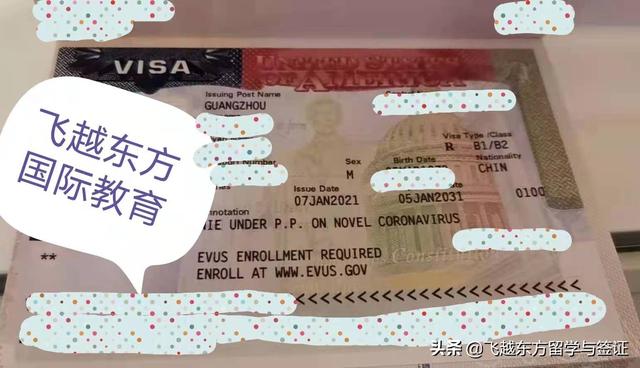 VISA
UNITED STATES
OF AMERICA
Issuing Post Name
GUANGZHOU
飞越东方
国际教育
Visa Type /Class
R B1/B2
Sex
M
Birth Date
Nationality
CHIN
Issue Date
07JAN2021
05JAN2031
0100
Annotation
NIE UNDER P.P. ON NOVEL CORONAVIRUS
**
EVUS ENROLLMENT REQUIRED
ENROLL AT WWW.EVUS.GOV
<<<<<<<<<<<<<<<<<<<<<<<<<<<
头条 @飞越东方留学与签证